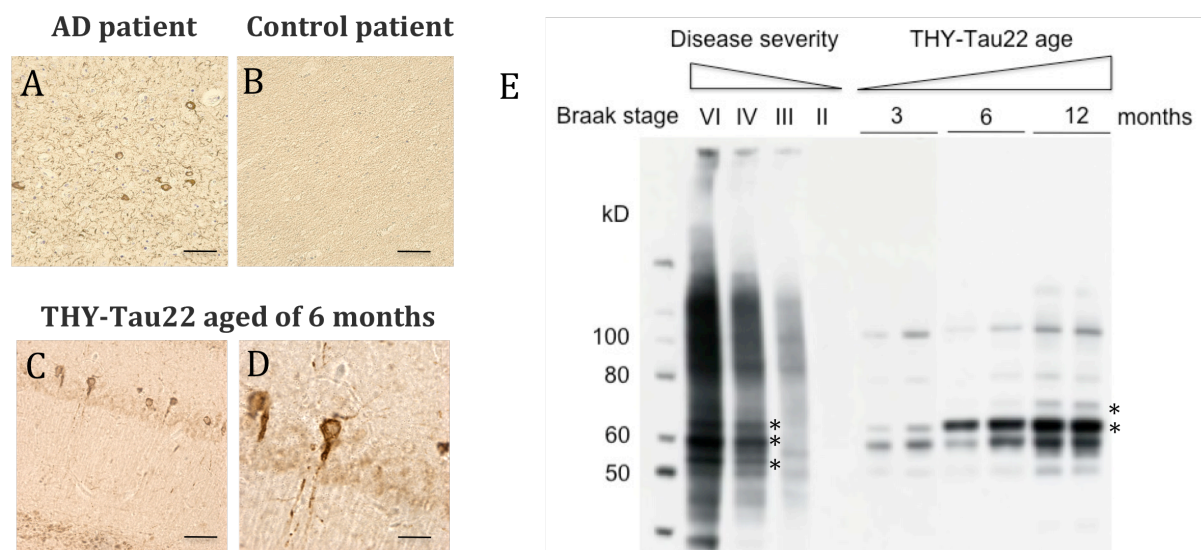 AD patient
Control patient
A
B
THY-Tau22 aged of 6 months
C
D
E
Disease severity
THY-Tau22 age
Braak stage VI IV III II 3 6 12 months
kD
100
80
60
50
*
*
*
*
*